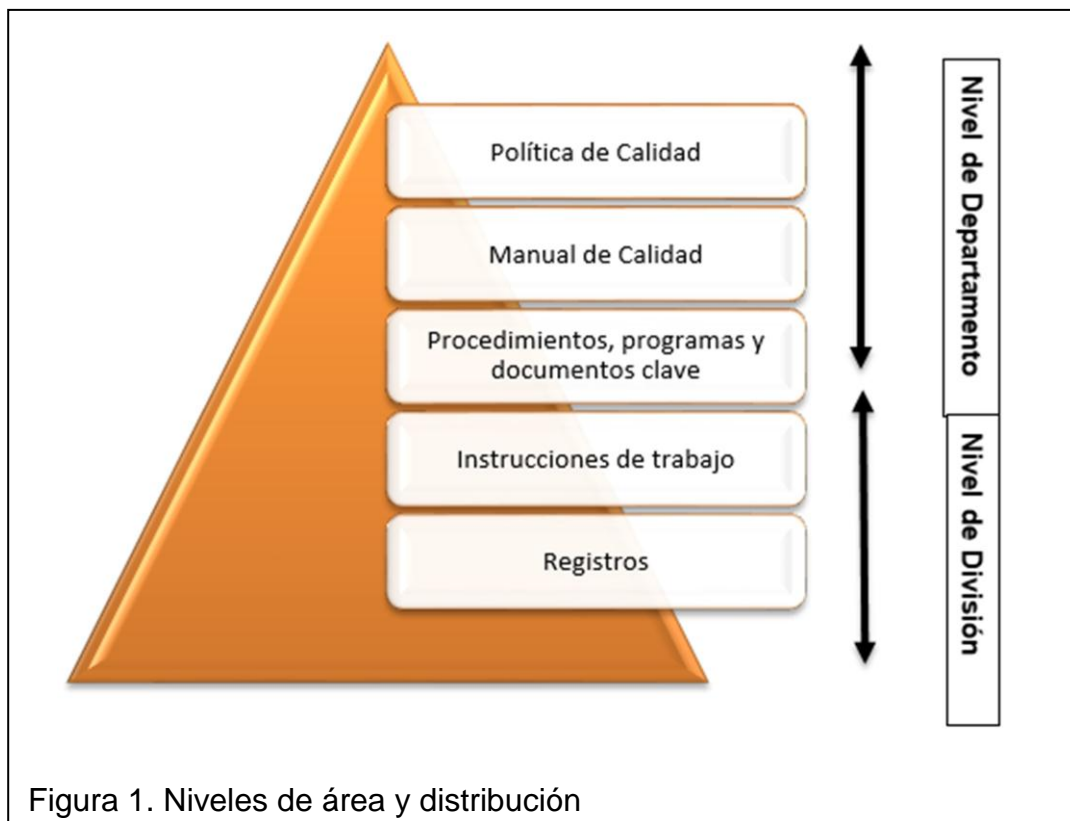 Política de Calidad
Manual de Calidad
Procedimientos, programas y
documentos clave
Instrucciones de trabajo
Registros
Nivel de Departamento
Nivel de División
Figura 1. Niveles de área y distribución